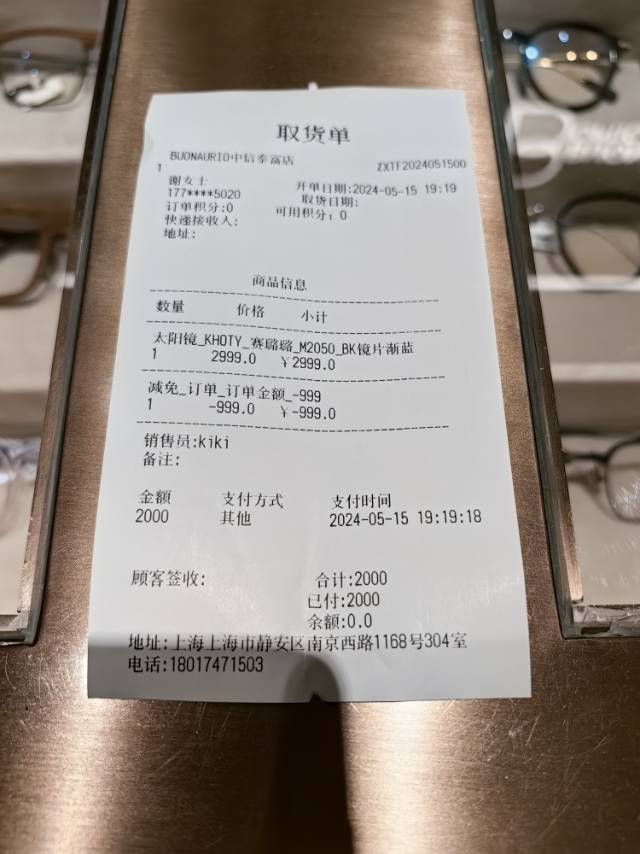 取货单
BUONAURIO中信泰富店
1 ZXTF2024051500
谢女士 开单日期:2024-05-15 19:19
177****5020 取货日期:
订单积分:0 可用积分:0
快递接收人:
地址:
商品信息
数量 价格 小计
太阳镜_KHOTY_赛璐璐_M2050_BK镜片渐蓝
1 2999.0 ￥2999.0
减免_订单_订单金额_-999
1 -999.0 ￥-999.0
销售员:kiki
备注:
金额 支付方式 支付时间
2000 其他 2024-05-15 19:19:18
顾客签收: 合计:2000
已付:2000
余额:0.0
地址:上海上海市静安区南京西路1168号304室
电话:18017471503